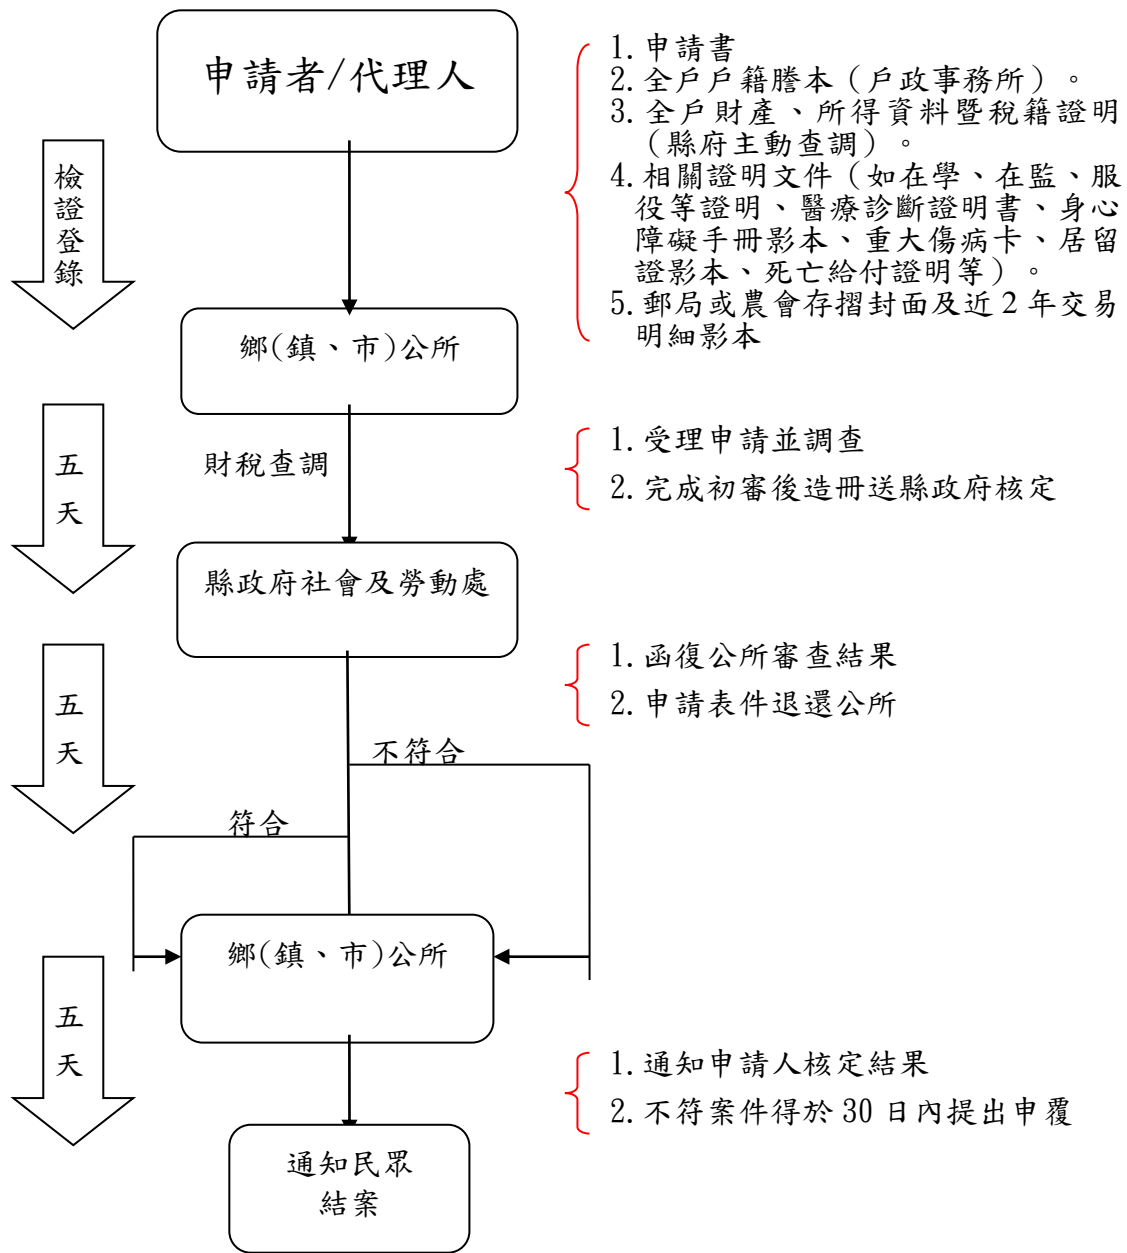 申請者/代理人
1.申請書
2.全戶戶籍謄本（戶政事務所）。
3.全戶財產、所得資料暨稅籍證明
（縣府主動查調）。
4.相關證明文件（如在學、在監、服
役等證明、醫療診斷證明書、身心
障礙手冊影本、重大傷病卡、居留
證影本、死亡給付證明等）。
5.郵局或農會存摺封面及近2年交易
明細影本
檢
證
登
錄
鄉(鎮、市)公所
五
天
財稅查調
1.受理申請並調查
2.完成初審後造冊送縣政府核定
縣政府社會及勞動處
五
天
1.函復公所審查結果
2.申請表件退還公所
不符合
符合
鄉(鎮、市)公所
五
天
1.通知申請人核定結果
2.不符案件得於30日內提出申覆
通知民眾
結案